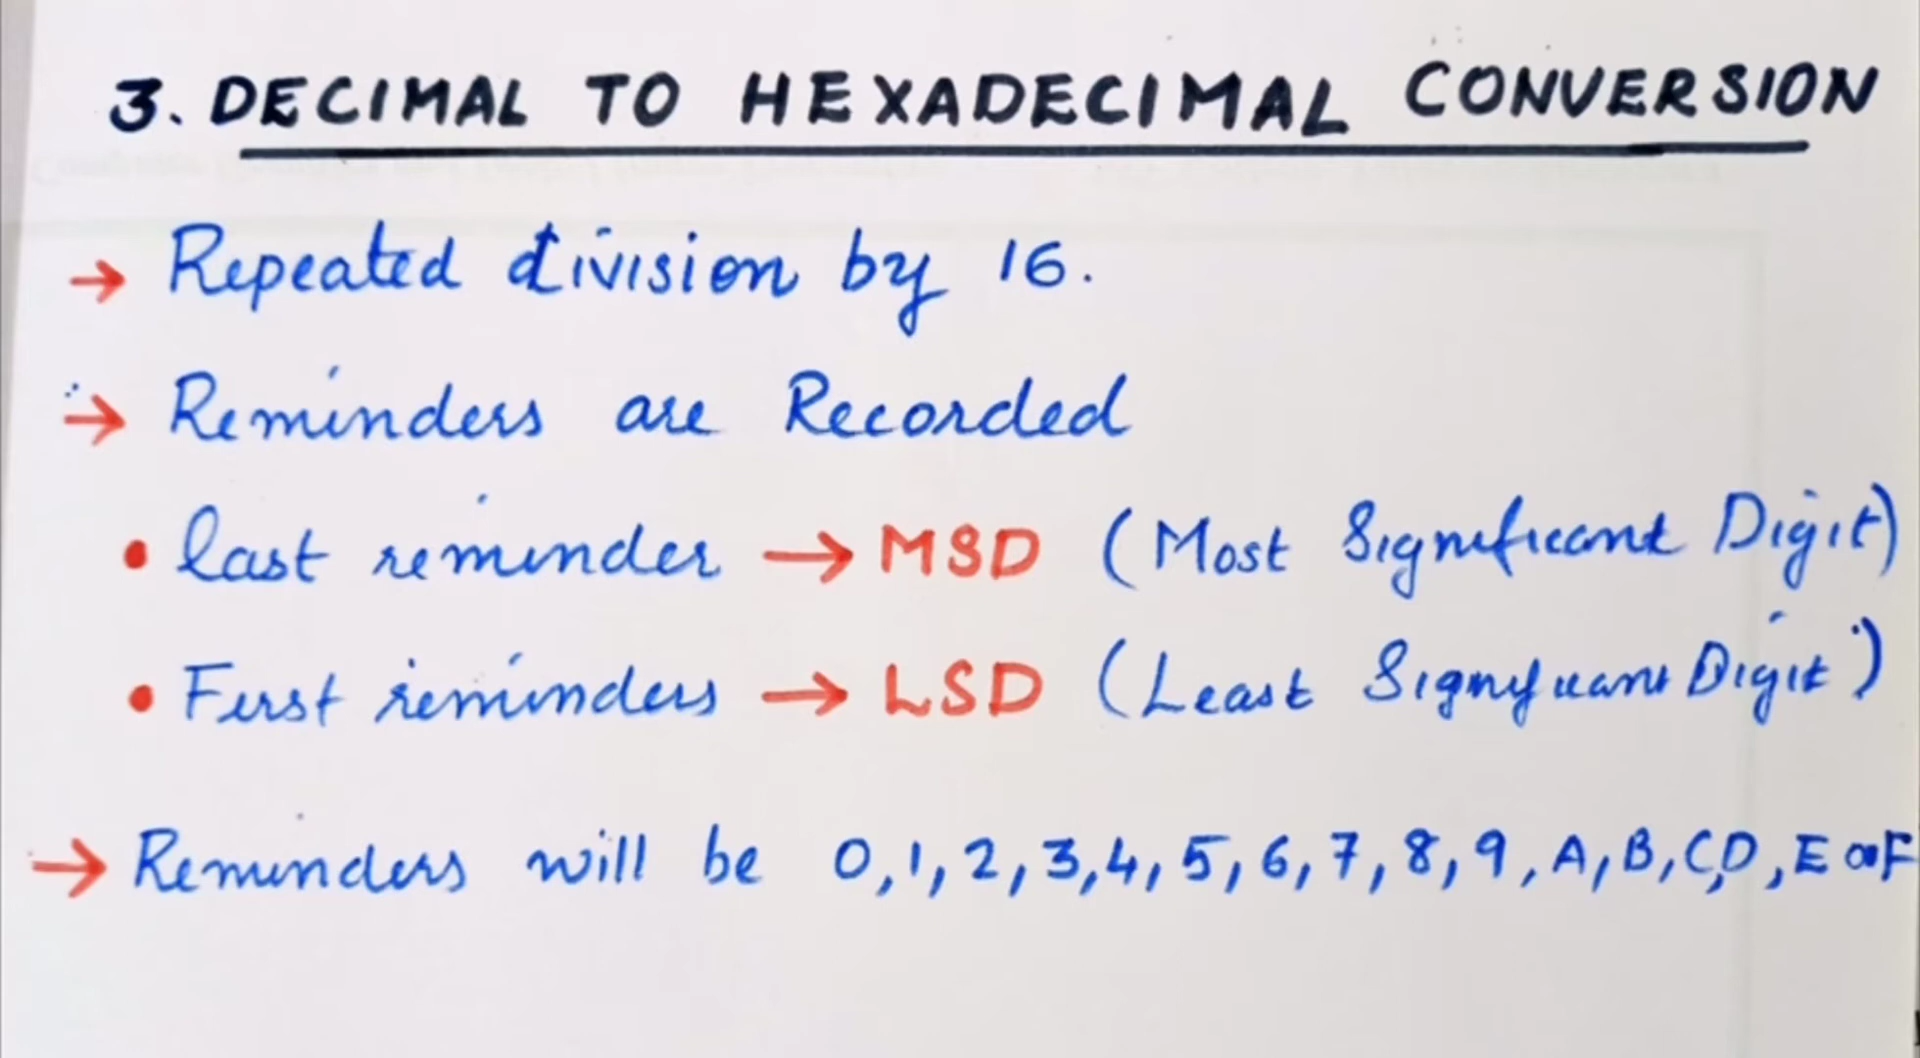 3. DECIMAL TO HEXADECIMAL CONVERSION
→ Repeated division by 16.
→ Reminders are Recorded
• last reminder → MSD (Most Significant Digit)
• First reminders → LSD (Least Significant Digit)
→ Reminders will be 0,1,2,3,4,5,6,7,8,9,A,B,C,D,E or F